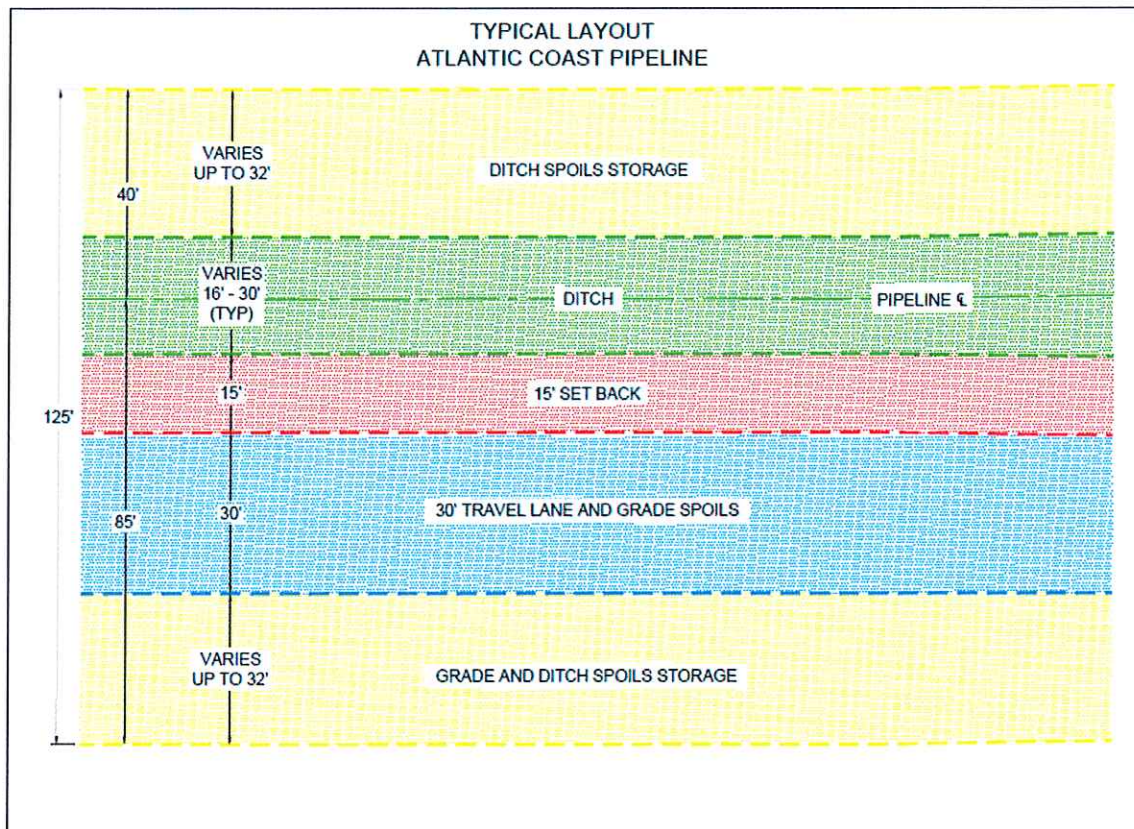 TYPICAL LAYOUT
ATLANTIC COAST PIPELINE
VARIES
UP TO 32'
DITCH SPOILS STORAGE
40'
VARIES
16' - 30'
(TYP)
DITCH
PIPELINE ℄
15'
15' SET BACK
125'
85'
30'
30' TRAVEL LANE AND GRADE SPOILS
VARIES
UP TO 32'
GRADE AND DITCH SPOILS STORAGE